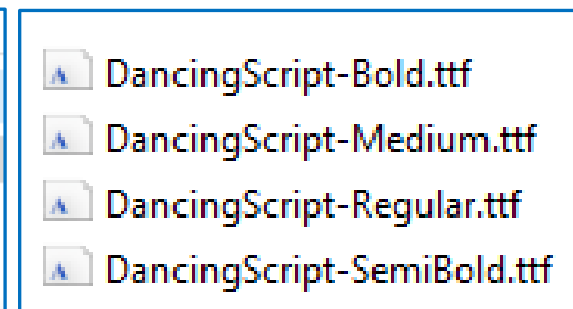 DancingScript-Bold.ttf
DancingScript-Medium.ttf
DancingScript-Regular.ttf
DancingScript-SemiBold.ttf